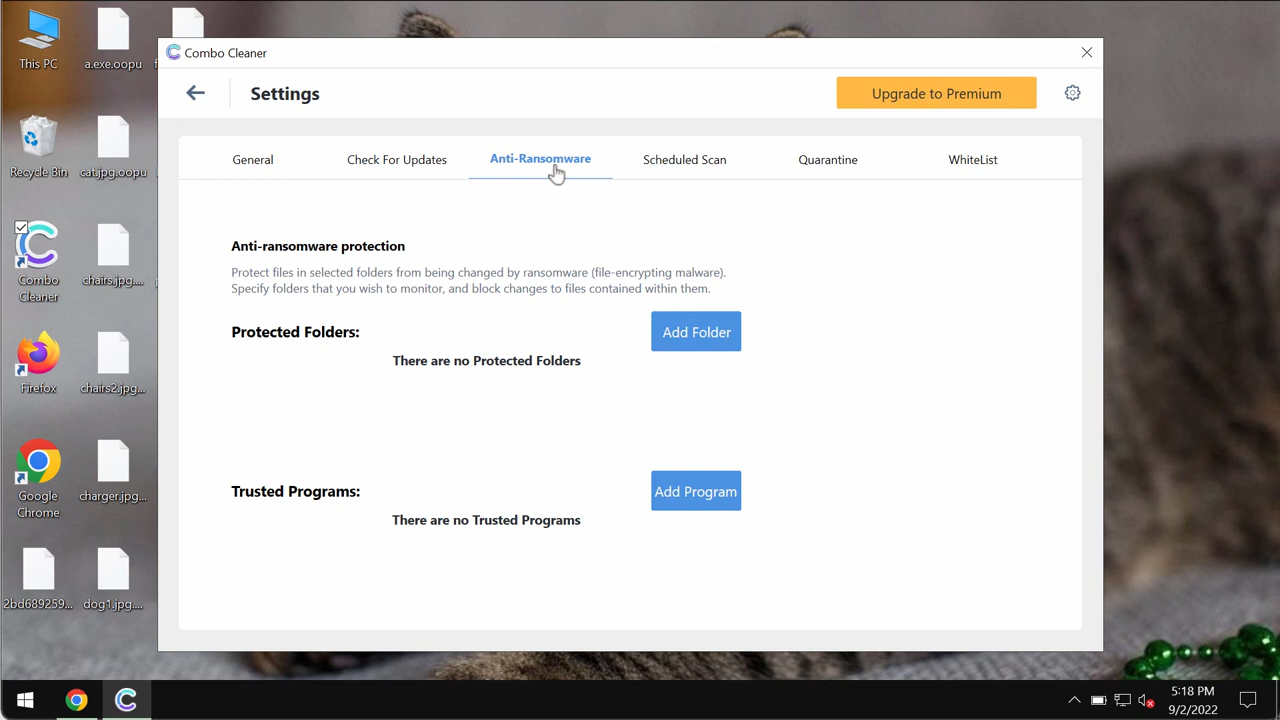 Combo Cleaner
Settings
Upgrade to Premium
General
Check For Updates
Anti-Ransomware
Scheduled Scan
Quarantine
WhiteList
Anti-ransomware protection
Protect files in selected folders from being changed by ransomware (file-encrypting malware).
Specify folders that you wish to monitor, and block changes to files contained within them.
Protected Folders:
Add Folder
There are no Protected Folders
Trusted Programs:
Add Program
There are no Trusted Programs
This PC
a.exe.oopu
Recycle Bin
cat.jpg.oopu
Combo
Cleaner
chairs.jpg....
Firefox
chairs2.jpg...
Google
Chrome
charger.jpg...
2bd689259...
dog1.jpg....
5:18 PM
9/2/2022